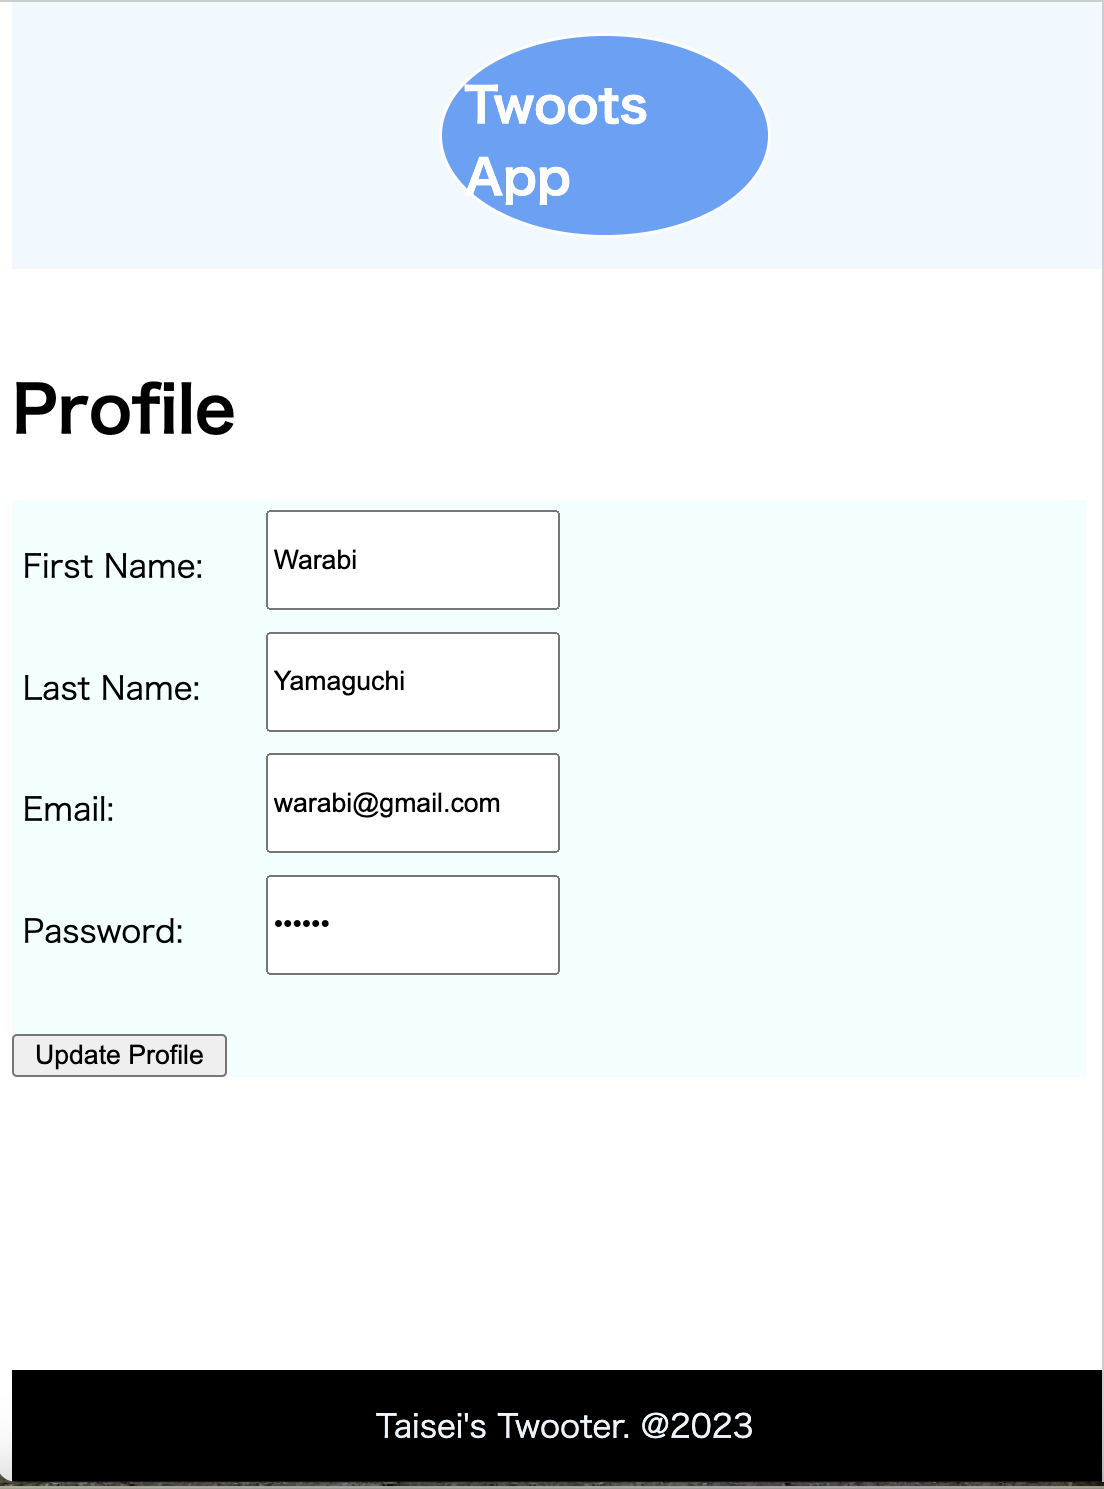 Twoots
App
Profile
First Name: Warabi
Last Name: Yamaguchi
Email: warabi@gmail.com
Password: ••••••
Update Profile
Taisei's Twooter. @2023